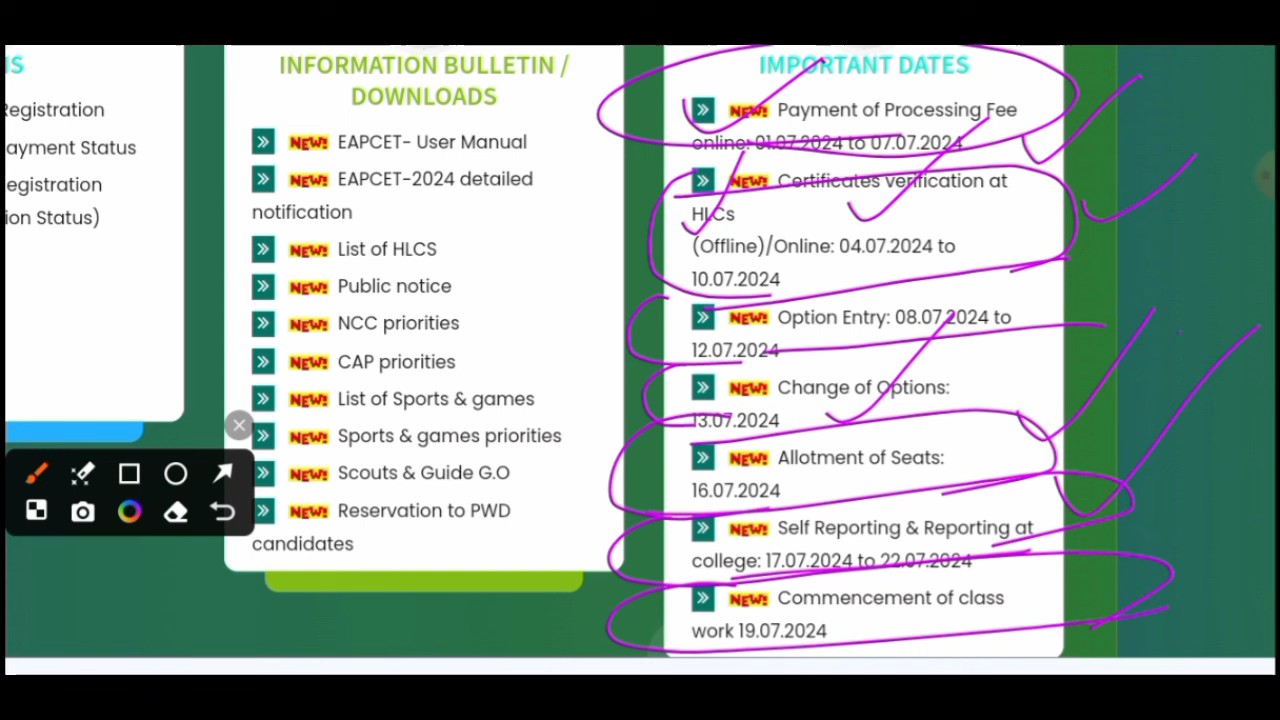 NS
Registration
ayment Status
egistration
ion Status)
INFORMATION BULLETIN /
DOWNLOADS
NEW! EAPCET- User Manual
NEW! EAPCET-2024 detailed
notification
NEW! List of HLCS
NEW! Public notice
NEW! NCC priorities
NEW! CAP priorities
NEW! List of Sports & games
NEW! Sports & games priorities
NEW! Scouts & Guide G.O
NEW! Reservation to PWD
candidates
IMPORTANT DATES
NEW! Payment of Processing Fee
online: 01.07.2024 to 07.07.2024
NEW! Certificates verification at
HLCs
(Offline)/Online: 04.07.2024 to
10.07.2024
NEW! Option Entry: 08.07.2024 to
12.07.2024
NEW! Change of Options:
13.07.2024
NEW! Allotment of Seats:
16.07.2024
NEW! Self Reporting & Reporting at
college: 17.07.2024 to 22.07.2024
NEW! Commencement of class
work 19.07.2024